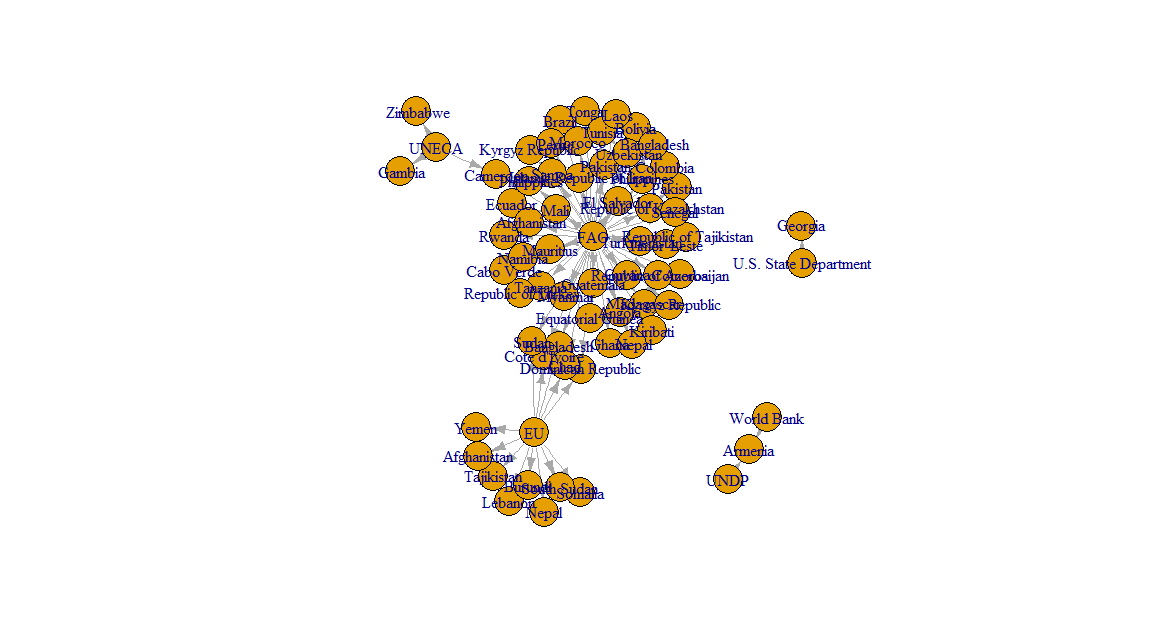 Tonga
Zimbabwe
Laos
Brazil
Bolivia
Tunisia
Morocco
Peru
Bangladesh
UNECA
Kyrgyz Republic
Uzbekistan
Pakistan
Colombia
Gambia
Cameroon
Philippines
Philippines
Pakistan
Ecuador
El Salvador
Mali
Republic of Kazakhstan
Senegal
Afghanistan
Georgia
Rwanda
FAO
Republic of Tajikistan
Timor Leste
Mauritius
Namibia
U.S. State Department
Cabo Verde
Guatemala
Tanzania
Myanmar
Madagascar
Kyrgyz Republic
Angola
Equatorial Guinea
Kiribati
Sudan
Bangladesh
Ghana
Nepal
Cote d'Ivoire
Chad
Dominican Republic
World Bank
Yemen
EU
Armenia
Afghanistan
Tajikistan
UNDP
Burundi
South Sudan
Somalia
Lebanon
Nepal